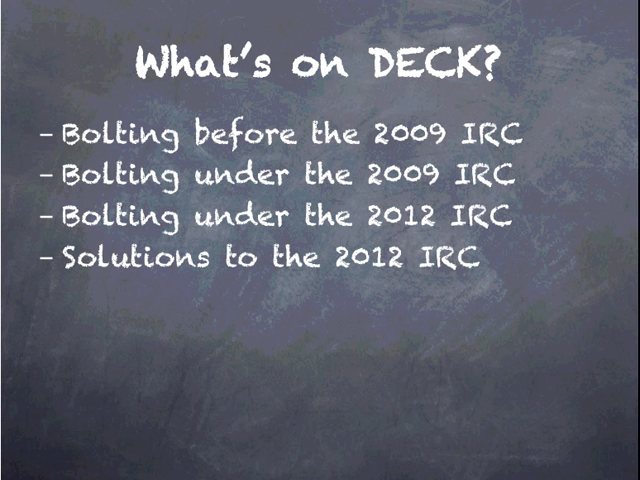 What's on DECK?
- Bolting before the 2009 IRC
- Bolting under the 2009 IRC
- Bolting under the 2012 IRC
- Solutions to the 2012 IRC